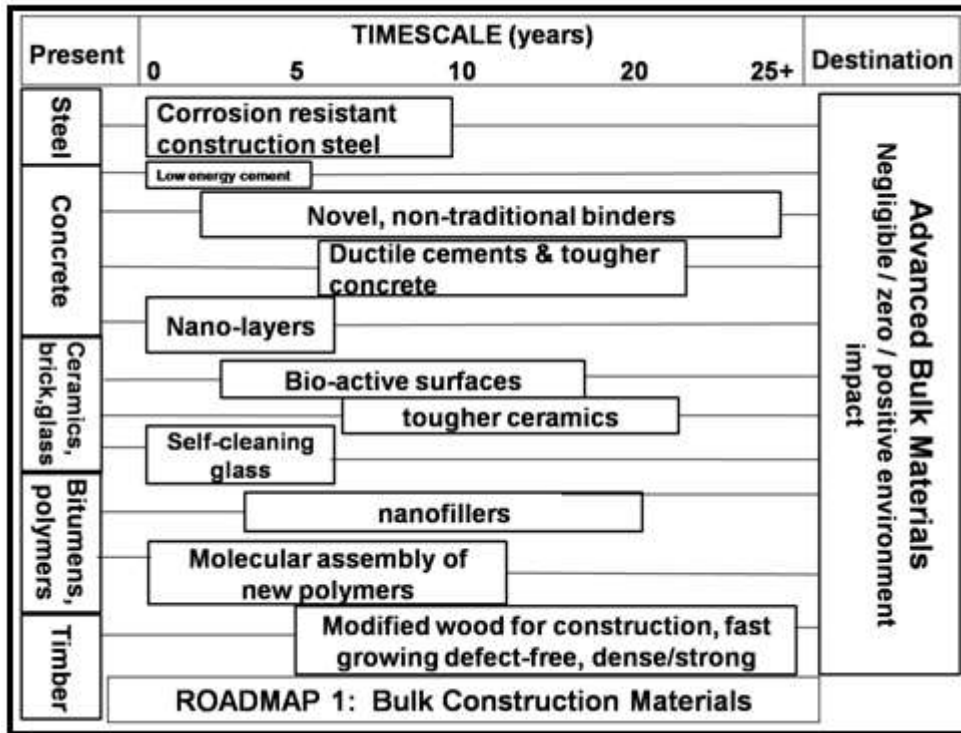 Present
TIMESCALE (years)
0 5 10 20 25+
Destination
Steel
Corrosion resistant
construction steel
Concrete
Low energy cement
Novel, non-traditional binders
Ductile cements & tougher
concrete
Nano-layers
Ceramics,
brick,glass
Bio-active surfaces
tougher ceramics
Self-cleaning
glass
Bitumens,
polymers
nanofillers
Molecular assembly of
new polymers
Timber
Modified wood for construction, fast
growing defect-free, dense/strong
Advanced Bulk Materials
Negligible / zero / positive environment
impact
ROADMAP 1: Bulk Construction Materials